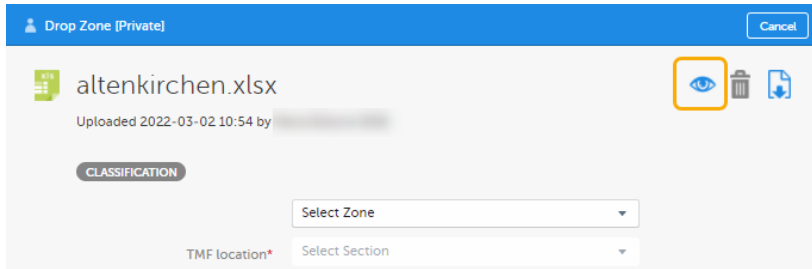 Drop Zone [Private]
Cancel
xls
altenkirchen.xlsx
Uploaded 2022-03-02 10:54 by
CLASSIFICATION
Select Zone
TMF location*
Select Section